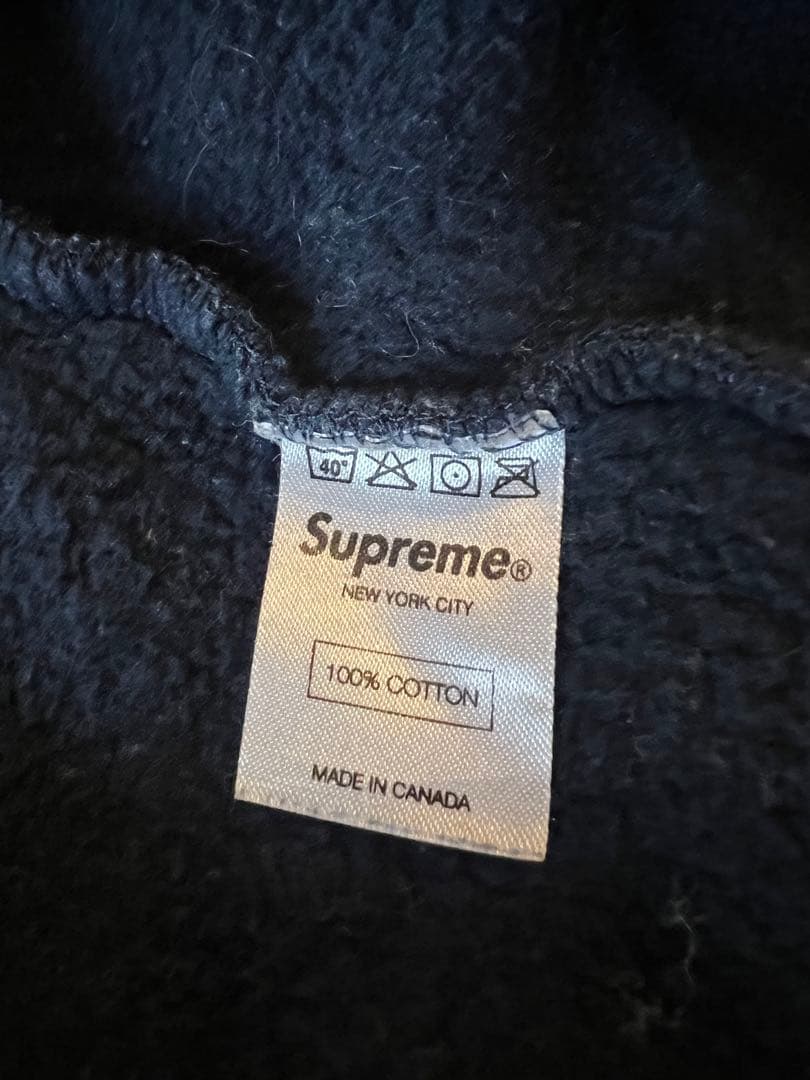 40°
Supreme®
NEW YORK CITY
100% COTTON
MADE IN CANADA